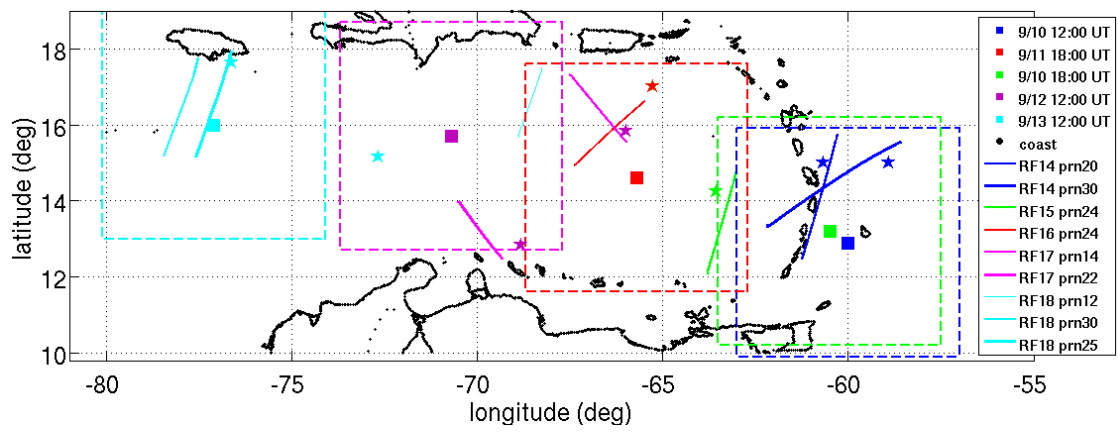 18
16
14
12
10
latitude (deg)
-80
-75
-70
-65
-60
-55
longitude (deg)
9/10 12:00 UT
9/11 18:00 UT
9/10 18:00 UT
9/12 12:00 UT
9/13 12:00 UT
coast
RF14 prn20
RF14 prn30
RF15 prn24
RF16 prn24
RF17 prn14
RF17 prn22
RF18 prn12
RF18 prn30
RF18 prn25